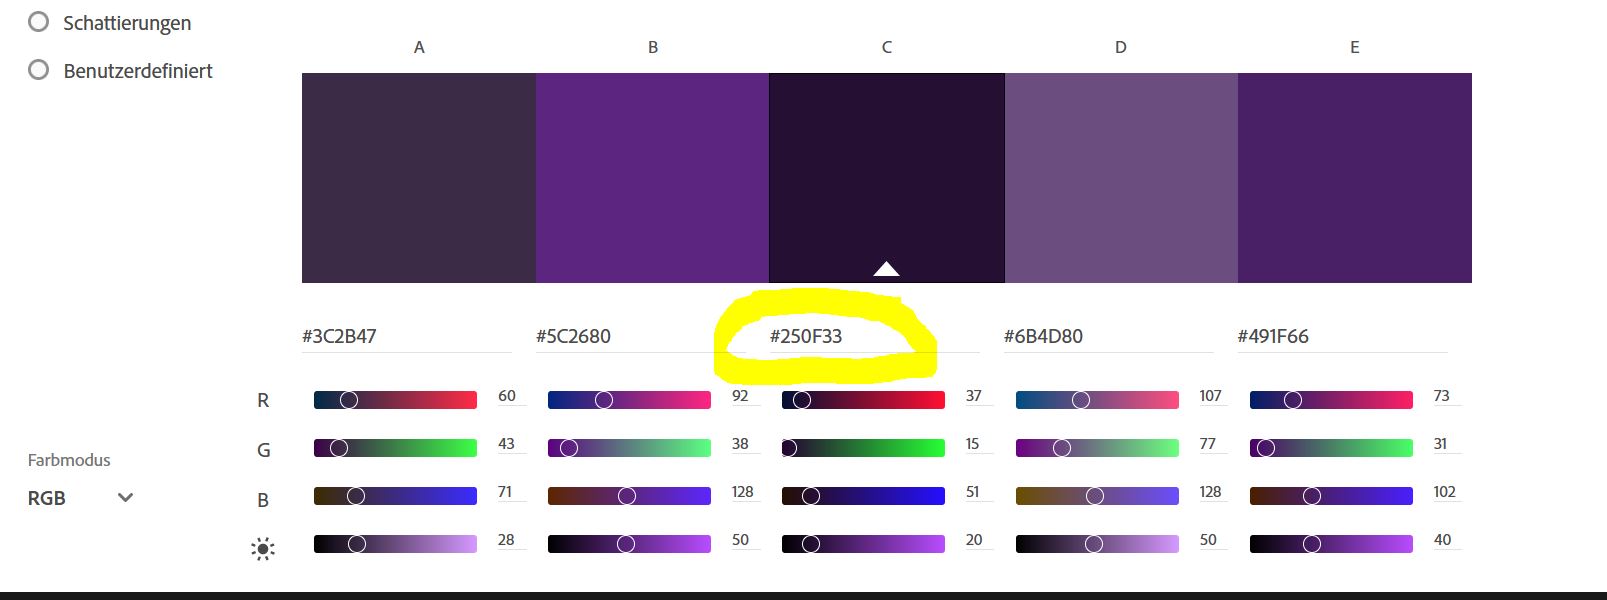 Schattierungen
Benutzerdefiniert
A B C D E
#3C2B47 #5C2680 #250F33 #6B4D80 #491F66
R 60 92 37 107 73
G 43 38 15 77 31
Farbmodus
B 71 128 51 128 102
RGB
28 50 20 50 40